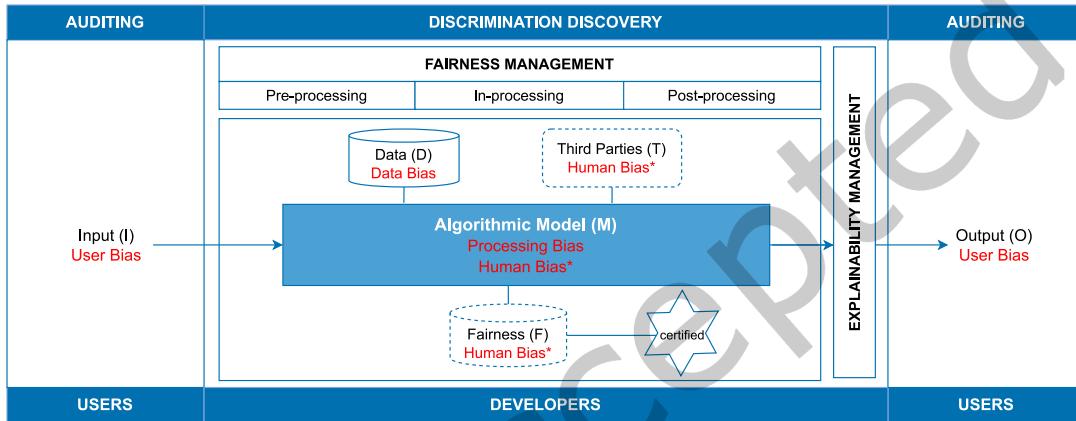 AUDITING
DISCRIMINATION DISCOVERY
AUDITING
FAIRNESS MANAGEMENT
Pre-processing
In-processing
Post-processing
Data (D)
Data Bias
Third Parties (T)
Human Bias*
Algorithmic Model (M)
Processing Bias
Human Bias*
Input (I)
User Bias
Fairness (F)
Human Bias*
certified
EXPLAINABILITY MANAGEMENT
Output (O)
User Bias
USERS
DEVELOPERS
USERS
cepted